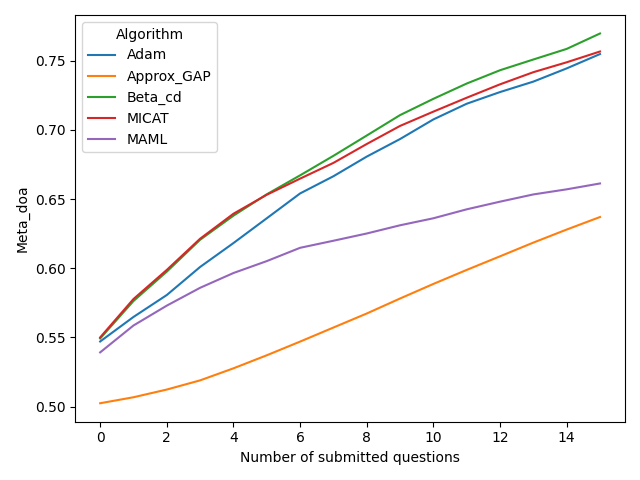 Algorithm
Adam
Approx_GAP
Beta_cd
MICAT
MAML
Meta_doa
0.75
0.70
0.65
0.60
0.55
0.50
0 2 4 6 8 10 12 14
Number of submitted questions